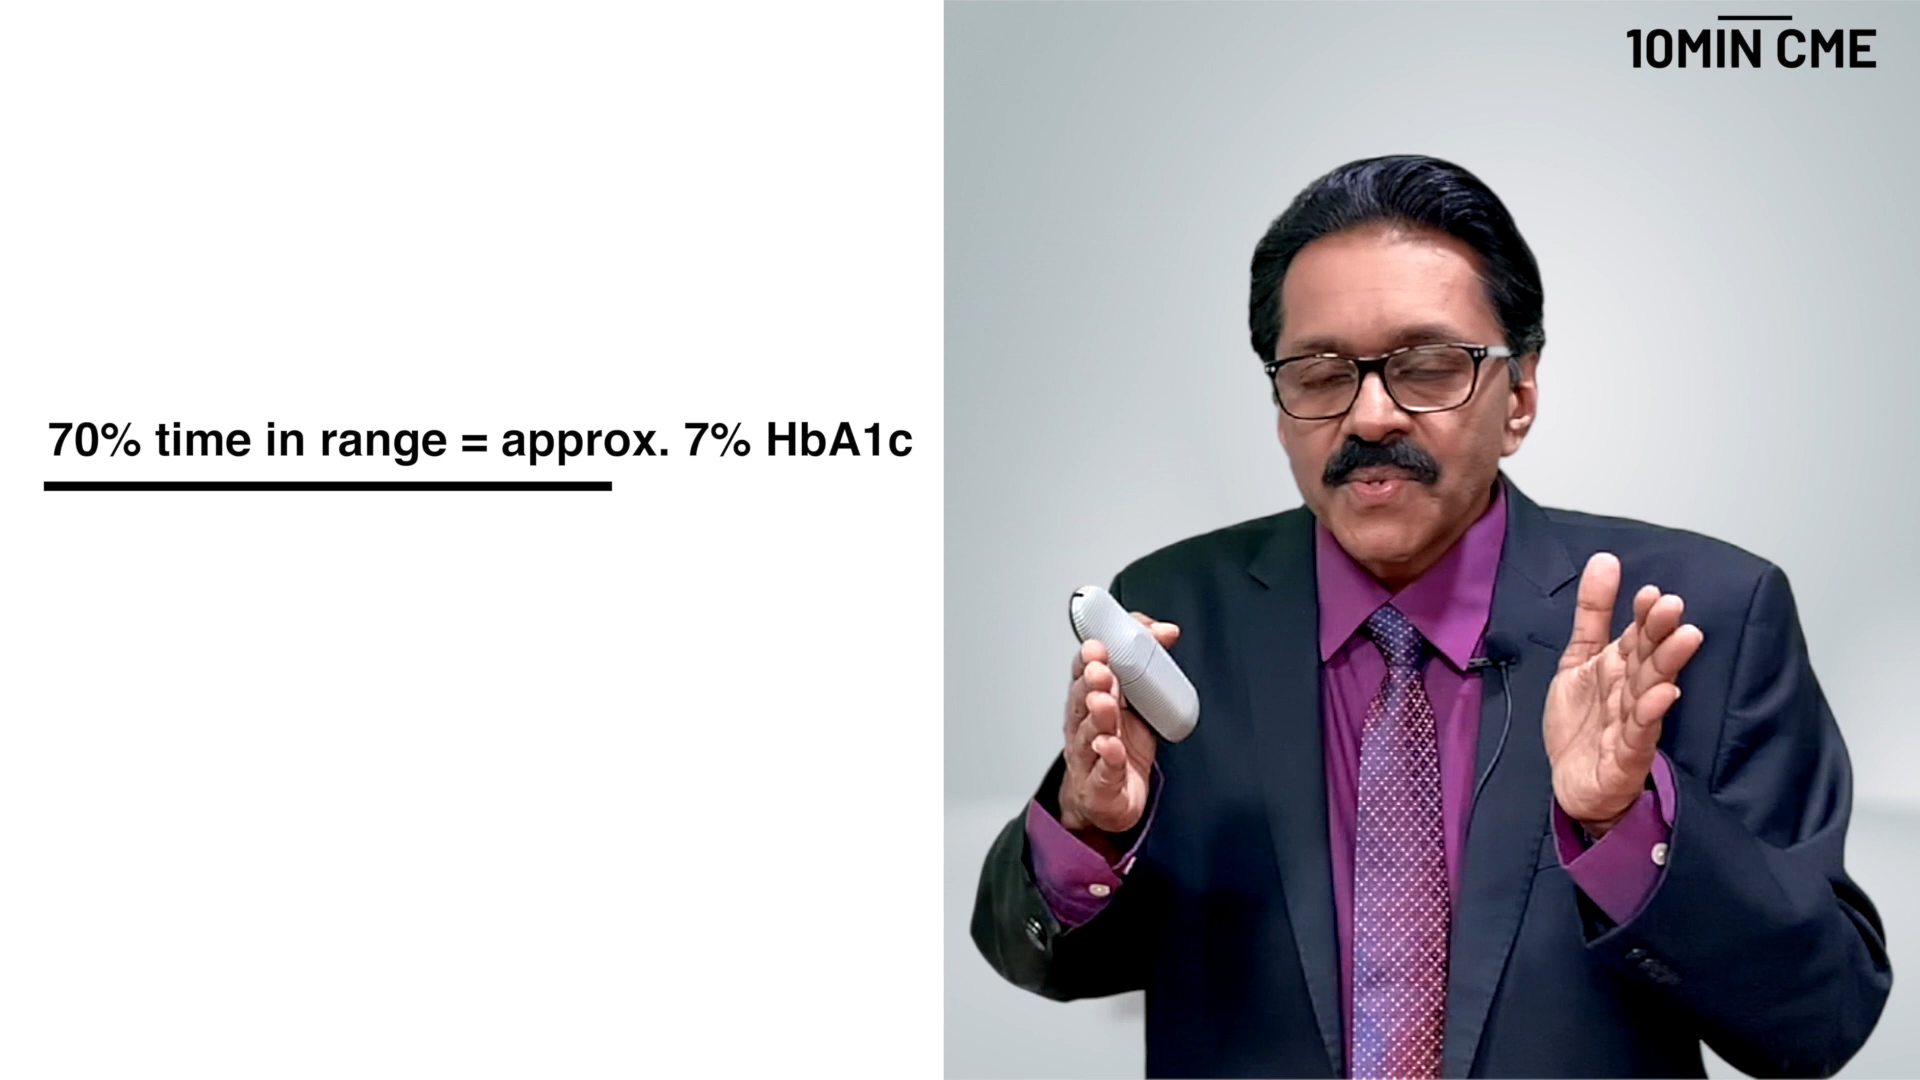 10MIN CME
70% time in range = approx. 7% HbA1c